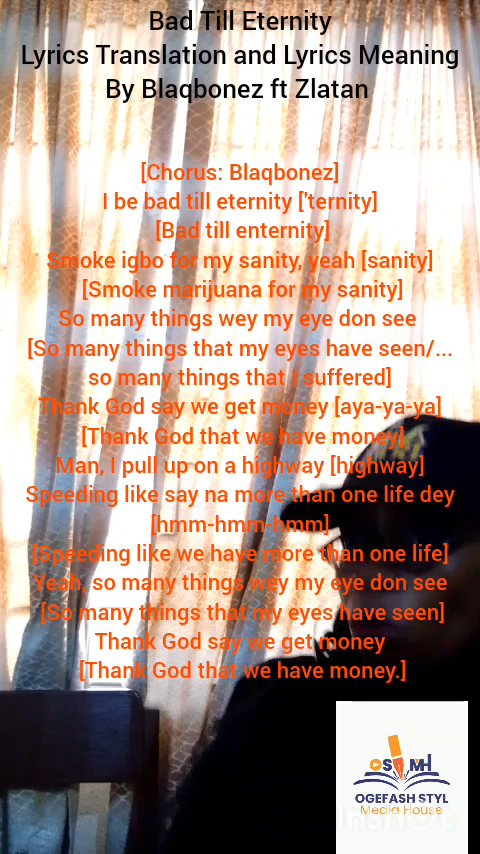 Bad Till Eternity
Lyrics Translation and Lyrics Meaning
By Blaqbonez ft Zlatan
[Chorus: Blaqbonez]
I be bad till eternity ['ternity]
[Bad till enternity]
Smoke igbo for my sanity, yeah [sanity]
[Smoke marijuana for my sanity]
So many things wey my eye don see
[So many things that my eyes have seen/...
so many things that I suffered]
Thank God say we get money [aya-ya-ya]
[Thank God that we have money]
Man, I pull up on a highway [highway]
Speeding like say na more than one life dey
[hmm-hmm-hmm]
[Speeding like we have more than one life]
Yeah, so many things wey my eye don see
[So many things that my eyes have seen]
Thank God say we get money
[Thank God that we have money.]
OGEFASH STYL
Media House